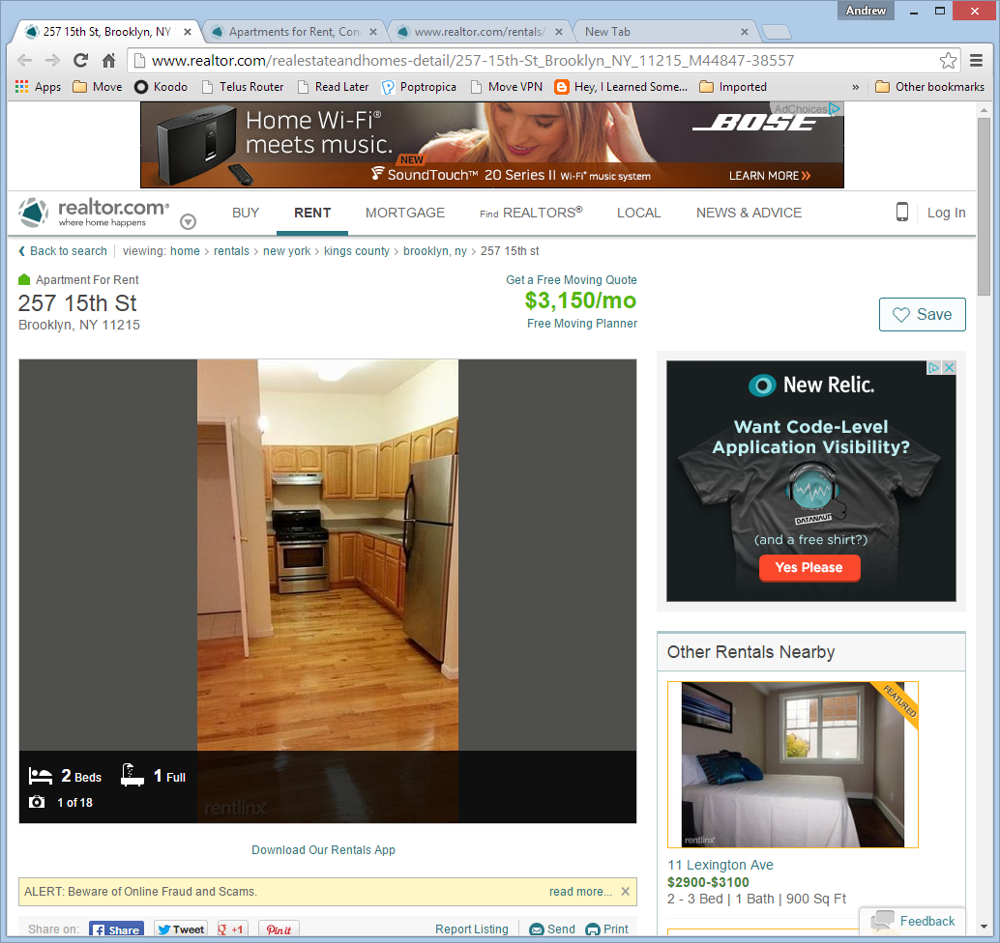 Andrew
257 15th St, Brooklyn, NY
Apartments for Rent, Con
www.realtor.com/rentals/
New Tab
www.realtor.com/realestateandhomes-detail/257-15th-St_Brooklyn_NY_11215_M44847-38557
Apps Move Koodo Telus Router Read Later Poptropica Move VPN Hey, I Learned Some... Imported » Other bookmarks
AdChoices
Home Wi-Fi®
meets music.
BOSE
NEW
SoundTouch™ 20 Series II Wi-Fi® music system
LEARN MORE »
realtor.com®
where home happens
BUY RENT MORTGAGE Find REALTORS® LOCAL NEWS & ADVICE Log In
Back to search viewing: home > rentals > new york > kings county > brooklyn, ny > 257 15th st
Apartment For Rent
257 15th St
Brooklyn, NY 11215
Get a Free Moving Quote
$3,150/mo
Free Moving Planner
Save
2 Beds 1 Full
1 of 18
rentlinx
Download Our Rentals App
ALERT: Beware of Online Fraud and Scams. read more...
Share on: Share Tweet g +1 Pin it Report Listing Send Print
New Relic.
Want Code-Level
Application Visibility?
DATANAUT
(and a free shirt?)
Yes Please
Other Rentals Nearby
FEATURED
rentlinx
11 Lexington Ave
$2900-$3100
2 - 3 Bed | 1 Bath | 900 Sq Ft
Feedback